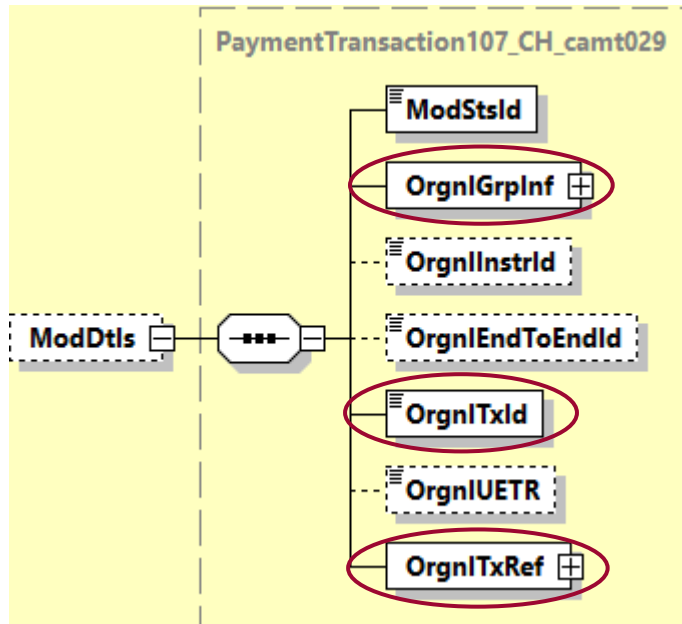 PaymentTransaction107_CH_camt029
ModStsId
OrgnlGrpInf
OrgnlInstrId
ModDtls
OrgnlEndToEndId
OrgnlTxId
OrgnlUETR
OrgnlTxRef